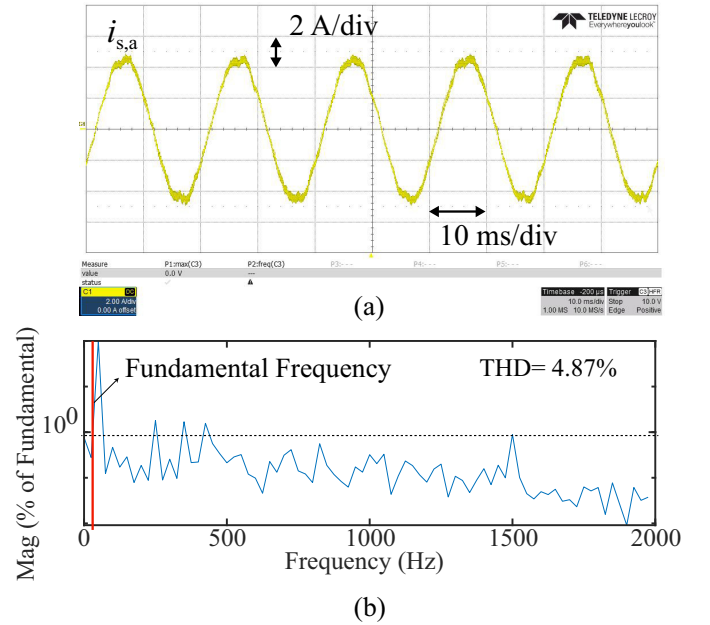 TELEDYNE LECROY
Everywhereyoulook™
i s,a
2 A/div
10 ms/div
Measure P1:max(C3) P2:freq(C3) P3:--- P4:--- P5:--- P6:---
value 0.0 V ---
status
C1 DC
2.00 A/div
0.00 A offset
Timebase -200 µs
10.0 ms/div
1.00 MS 10.0 MS/s
Trigger C3 HFR
Stop 10.0 V
Edge Positive
(a)
Mag (% of Fundamental)
10^0
Fundamental Frequency
THD= 4.87%
0 500 1000 1500 2000
Frequency (Hz)
(b)